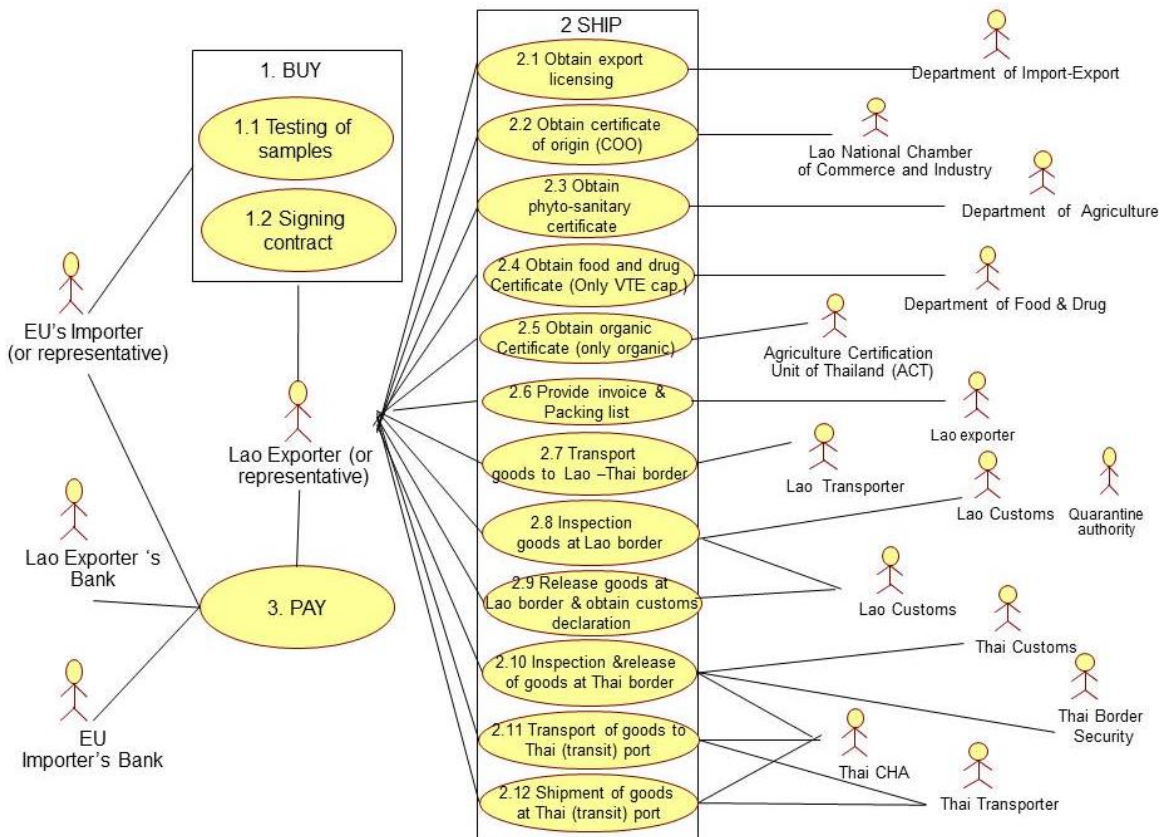 1. BUY
1.1 Testing of
samples
1.2 Signing
contract
EU's Importer
(or representative)
Lao Exporter (or
representative)
Lao Exporter 's
Bank
3. PAY
EU
Importer's Bank
2 SHIP
2.1 Obtain export
licensing
2.2 Obtain certificate
of origin (COO)
2.3 Obtain
phyto-sanitary
certificate
2.4 Obtain food and drug
Certificate (Only VTE cap.)
2.5 Obtain organic
Certificate (only organic)
2.6 Provide invoice &
Packing list
2.7 Transport
goods to Lao –Thai border
2.8 Inspection
goods at Lao border
2.9 Release goods at
Lao border & obtain customs
declaration
2.10 Inspection &release
of goods at Thai border
2.11 Transport of goods to
Thai (transit) port
2.12 Shipment of goods
at Thai (transit) port
Department of Import-Export
Lao National Chamber
of Commerce and Industry
Department of Agriculture
Department of Food & Drug
Agriculture Certification
Unit of Thailand (ACT)
Lao exporter
Lao Transporter
Lao Customs
Quarantine
authority
Lao Customs
Thai Customs
Thai Border
Security
Thai CHA
Thai Transporter